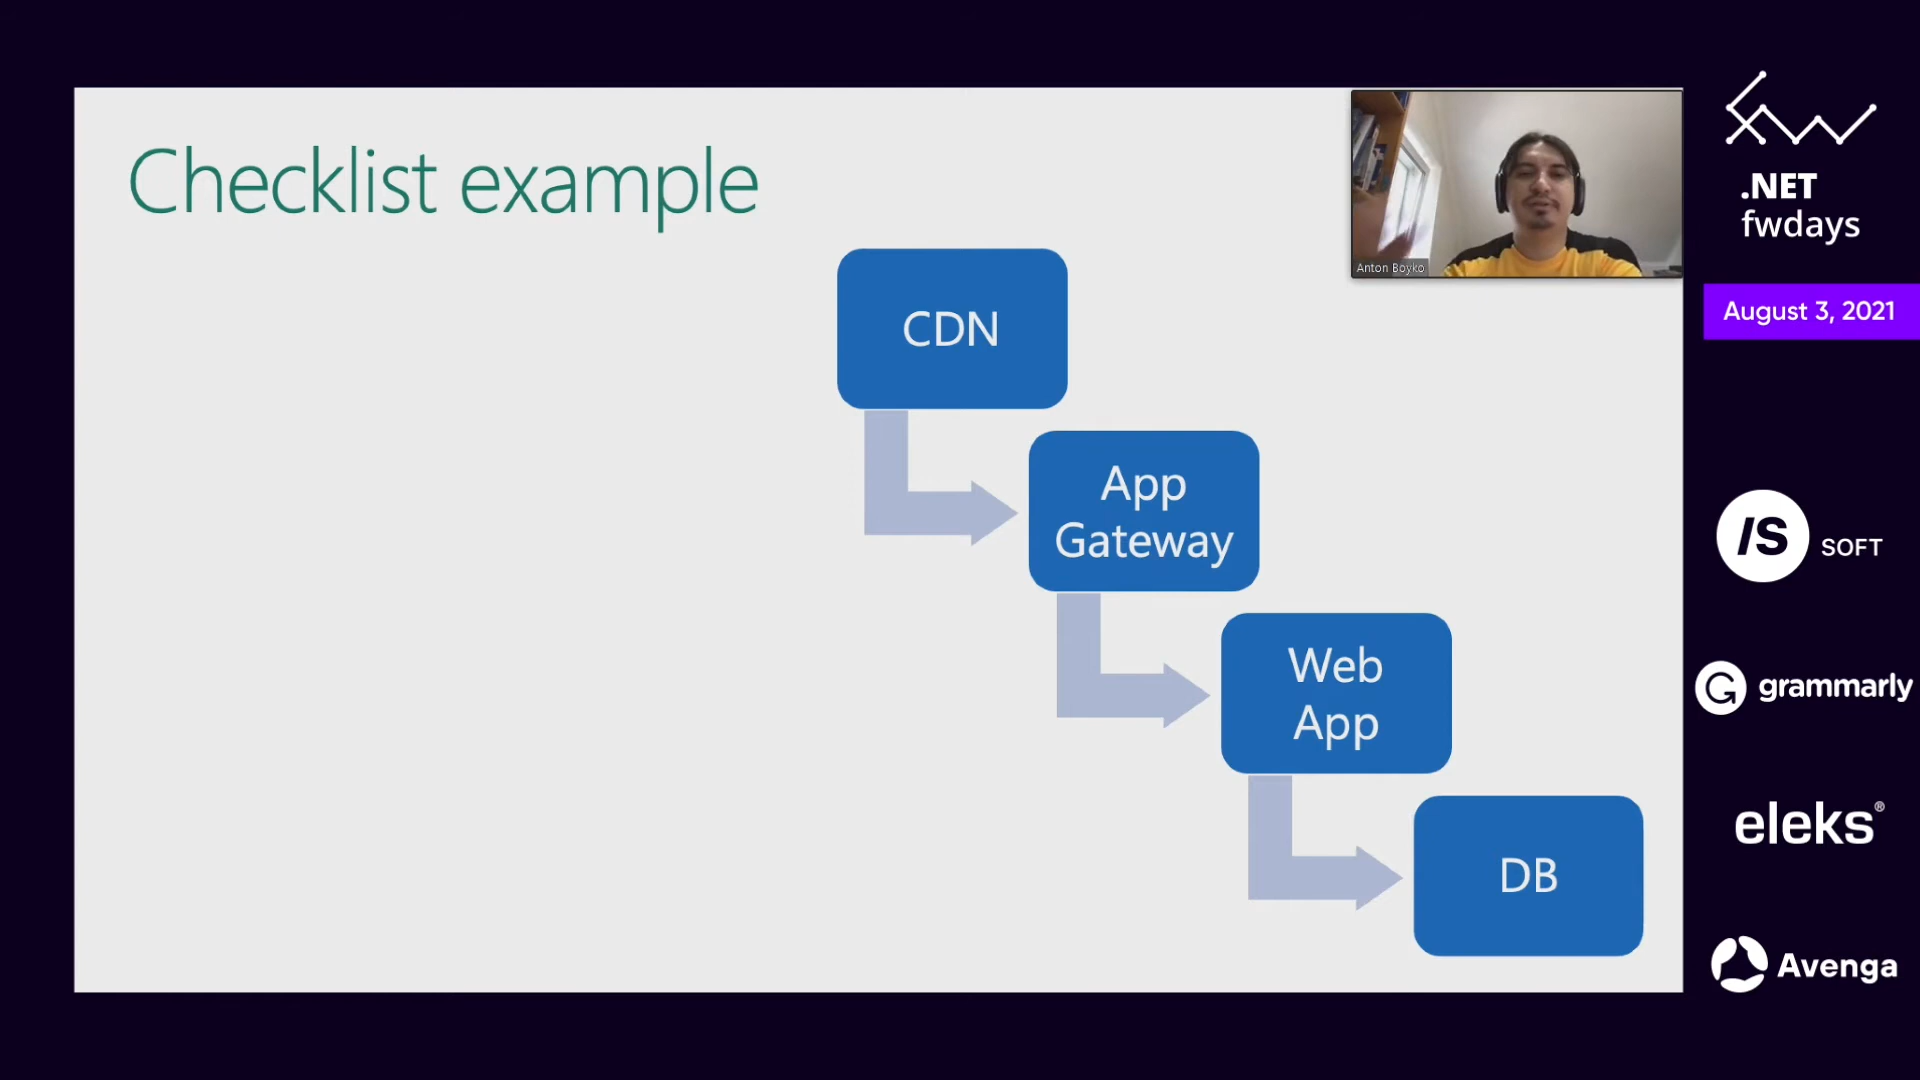 Checklist example
CDN
App
Gateway
Web
App
DB
Anton Boyko
.NET
fwdays
August 3, 2021
/S SOFT
G grammarly
eleks®
Avenga